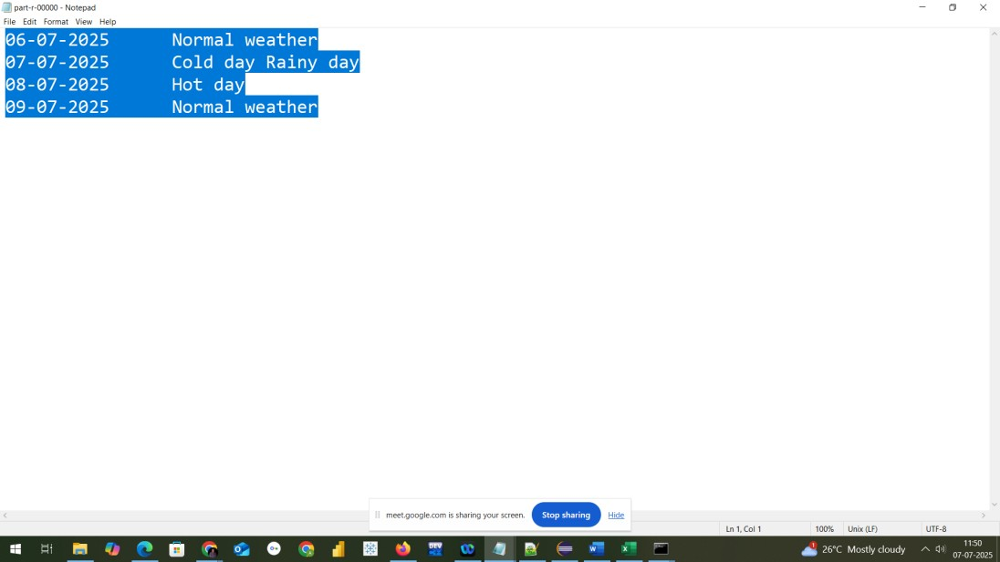 part-r-00000 - Notepad
File Edit Format View Help
06-07-2025 Normal weather
07-07-2025 Cold day Rainy day
08-07-2025 Hot day
09-07-2025 Normal weather
meet.google.com is sharing your screen. Stop sharing Hide
Ln 1, Col 1 100% Unix (LF) UTF-8
26°C Mostly cloudy
11:50
07-07-2025